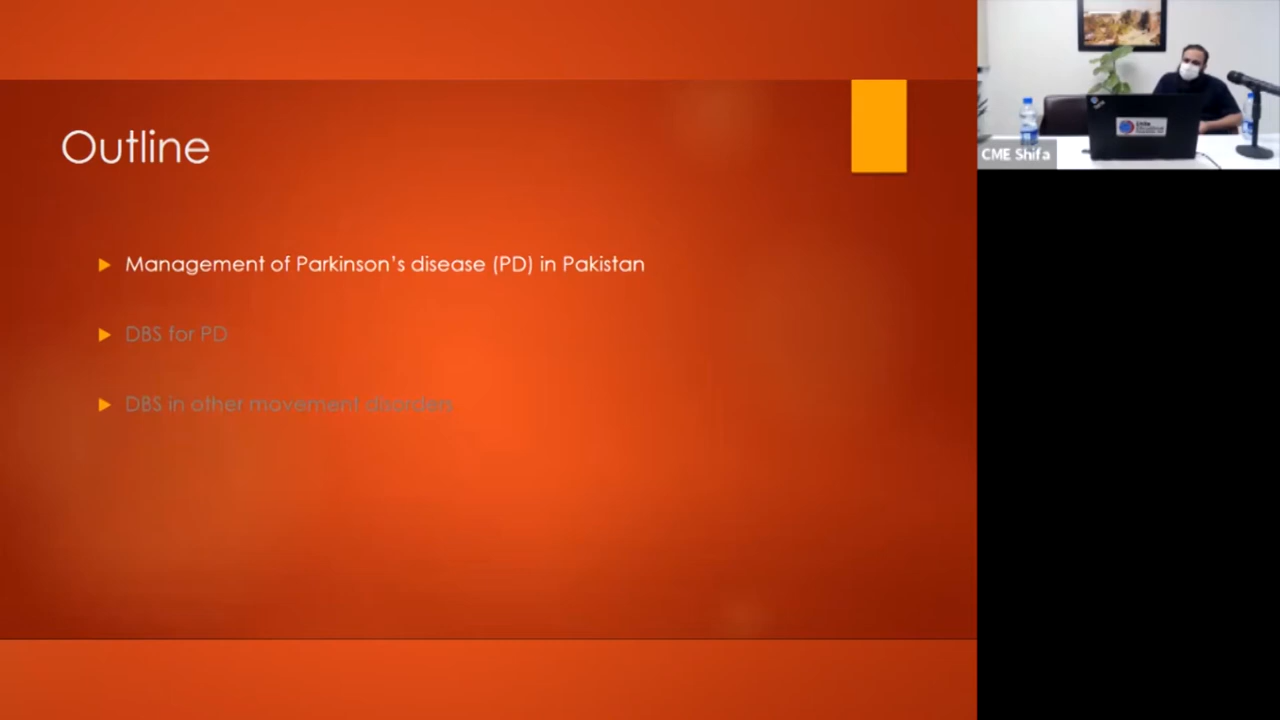 Outline
Management of Parkinson's disease (PD) in Pakistan
DBS for PD
DBS in other movement disorders
CME Shifa